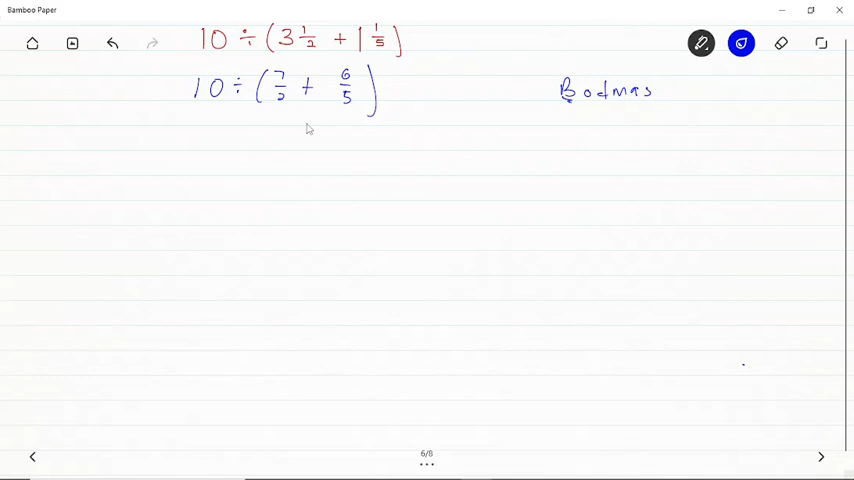 Bamboo Paper
10 ÷ (3 1/2 + 1 1/5)
10 ÷ (7/2 + 6/5)
Bodmas
6/8